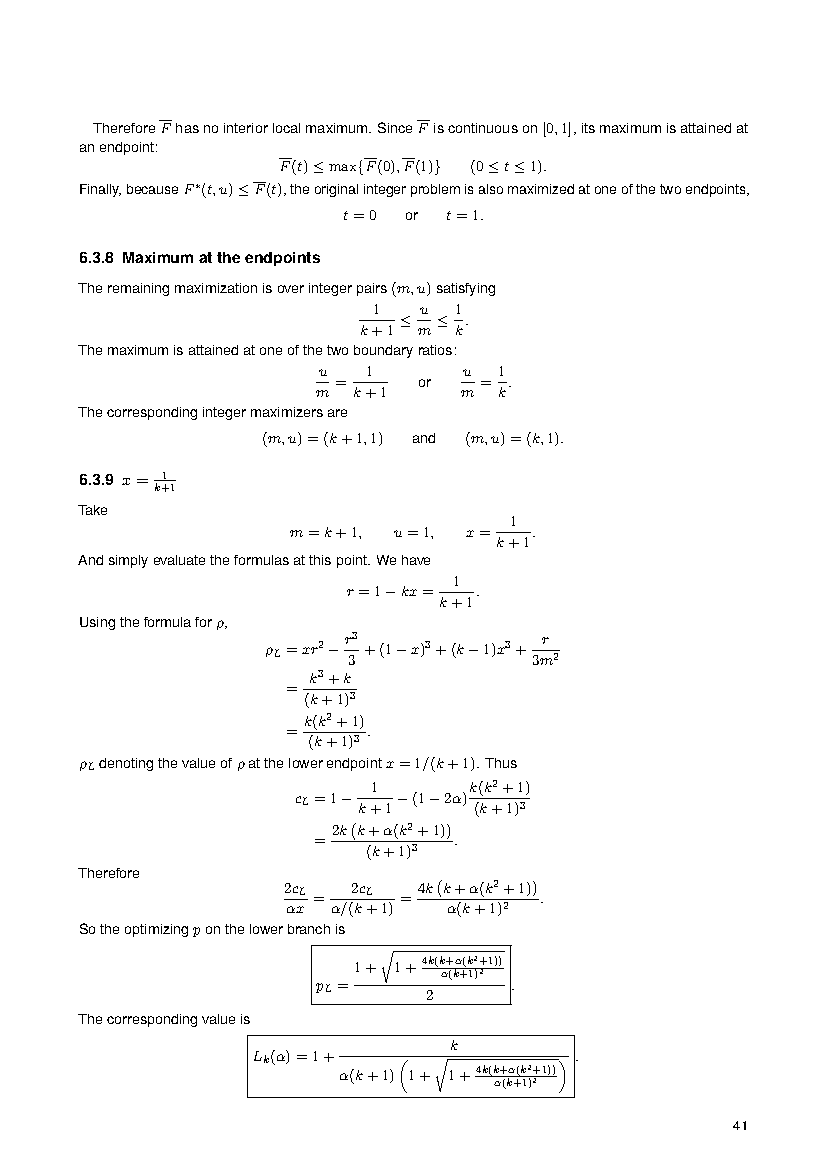 Therefore F̅ has no interior local maximum. Since F̅ is continuous on [0, 1], its maximum is attained at
an endpoint:
F̅(t) ≤ max{F̅(0), F̅(1)}  (0 ≤ t ≤ 1).
Finally, because F*(t, u) ≤ F̅(t), the original integer problem is also maximized at one of the two endpoints,
t = 0  or  t = 1.
6.3.8 Maximum at the endpoints
The remaining maximization is over integer pairs (m, u) satisfying
1/(k + 1) ≤ u/m ≤ 1/k.
The maximum is attained at one of the two boundary ratios:
u/m = 1/(k + 1)  or  u/m = 1/k.
The corresponding integer maximizers are
(m, u) = (k + 1, 1)  and  (m, u) = (k, 1).
6.3.9 x = 1/(k+1)
Take
m = k + 1,  u = 1,  x = 1/(k + 1).
And simply evaluate the formulas at this point. We have
r = 1 − kx = 1/(k + 1).
Using the formula for ρ,
ρ_L = xr² − r³/3 + (1 − x)³ + (k − 1)x³ + r/(3m²)
= (k³ + k)/(k + 1)³
= k(k² + 1)/(k + 1)³.
ρ_L denoting the value of ρ at the lower endpoint x = 1/(k + 1). Thus
c_L = 1 − 1/(k + 1) − (1 − 2α) k(k² + 1)/(k + 1)³
= 2k(k + α(k² + 1))/(k + 1)³.
Therefore
2c_L/(αx) = 2c_L/(α/(k + 1)) = 4k(k + α(k² + 1))/(α(k + 1)²).
So the optimizing p on the lower branch is
p_L = (1 + √(1 + 4k(k+α(k²+1))/(α(k+1)²)))/2.
The corresponding value is
L_k(α) = 1 + k/(α(k + 1)(1 + √(1 + 4k(k+α(k²+1))/(α(k+1)²)))).
41